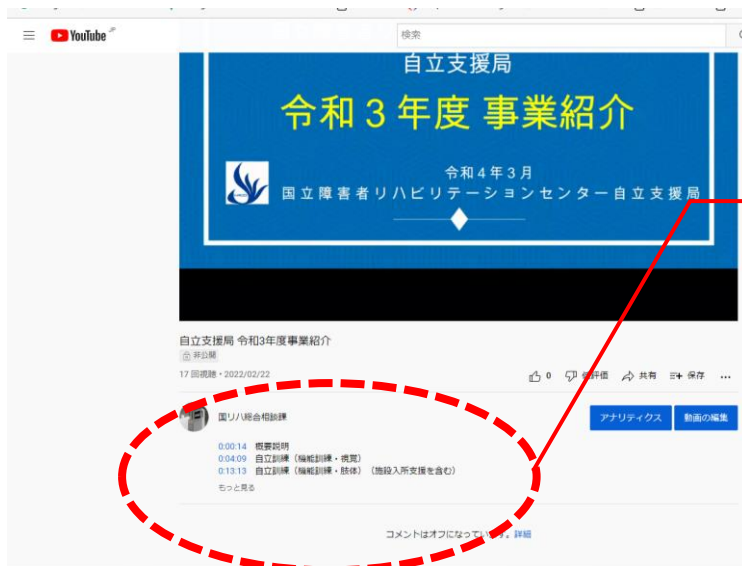 YouTube JP
検索
自立支援局
令和3年度 事業紹介
令和4年3月
国立障害者リハビリテーションセンター自立支援局
自立支援局 令和3年度事業紹介
非公開
17 回視聴・2022/02/22
0 低評価 共有 保存 …
国リハ総合相談課
アナリティクス 動画の編集
0:00:14 概要説明
0:04:09 自立訓練（機能訓練・視覚）
0:13:13 自立訓練（機能訓練・肢体）（施設入所支援を含む）
もっと見る
コメントはオフになっています。詳細